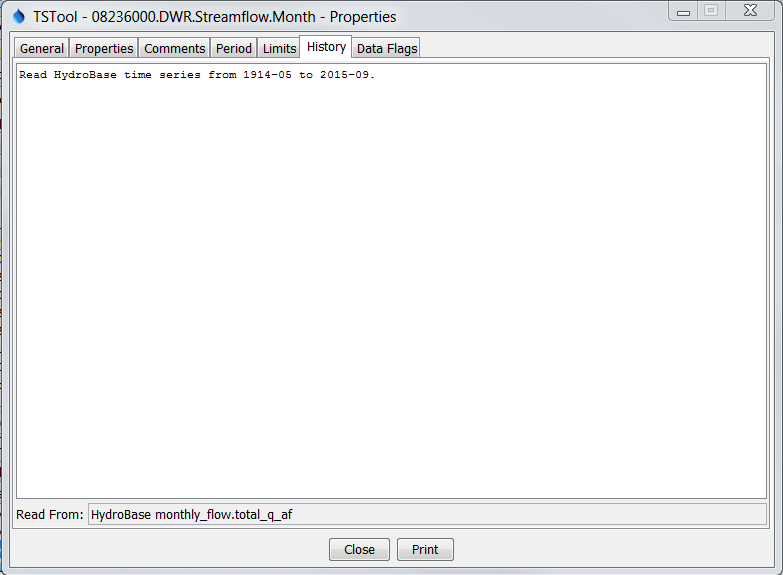 TSTool - 08236000.DWR.Streamflow.Month - Properties
General Properties Comments Period Limits History Data Flags
Read HydroBase time series from 1914-05 to 2015-09.
Read From: HydroBase monthly_flow.total_q_af
Close Print